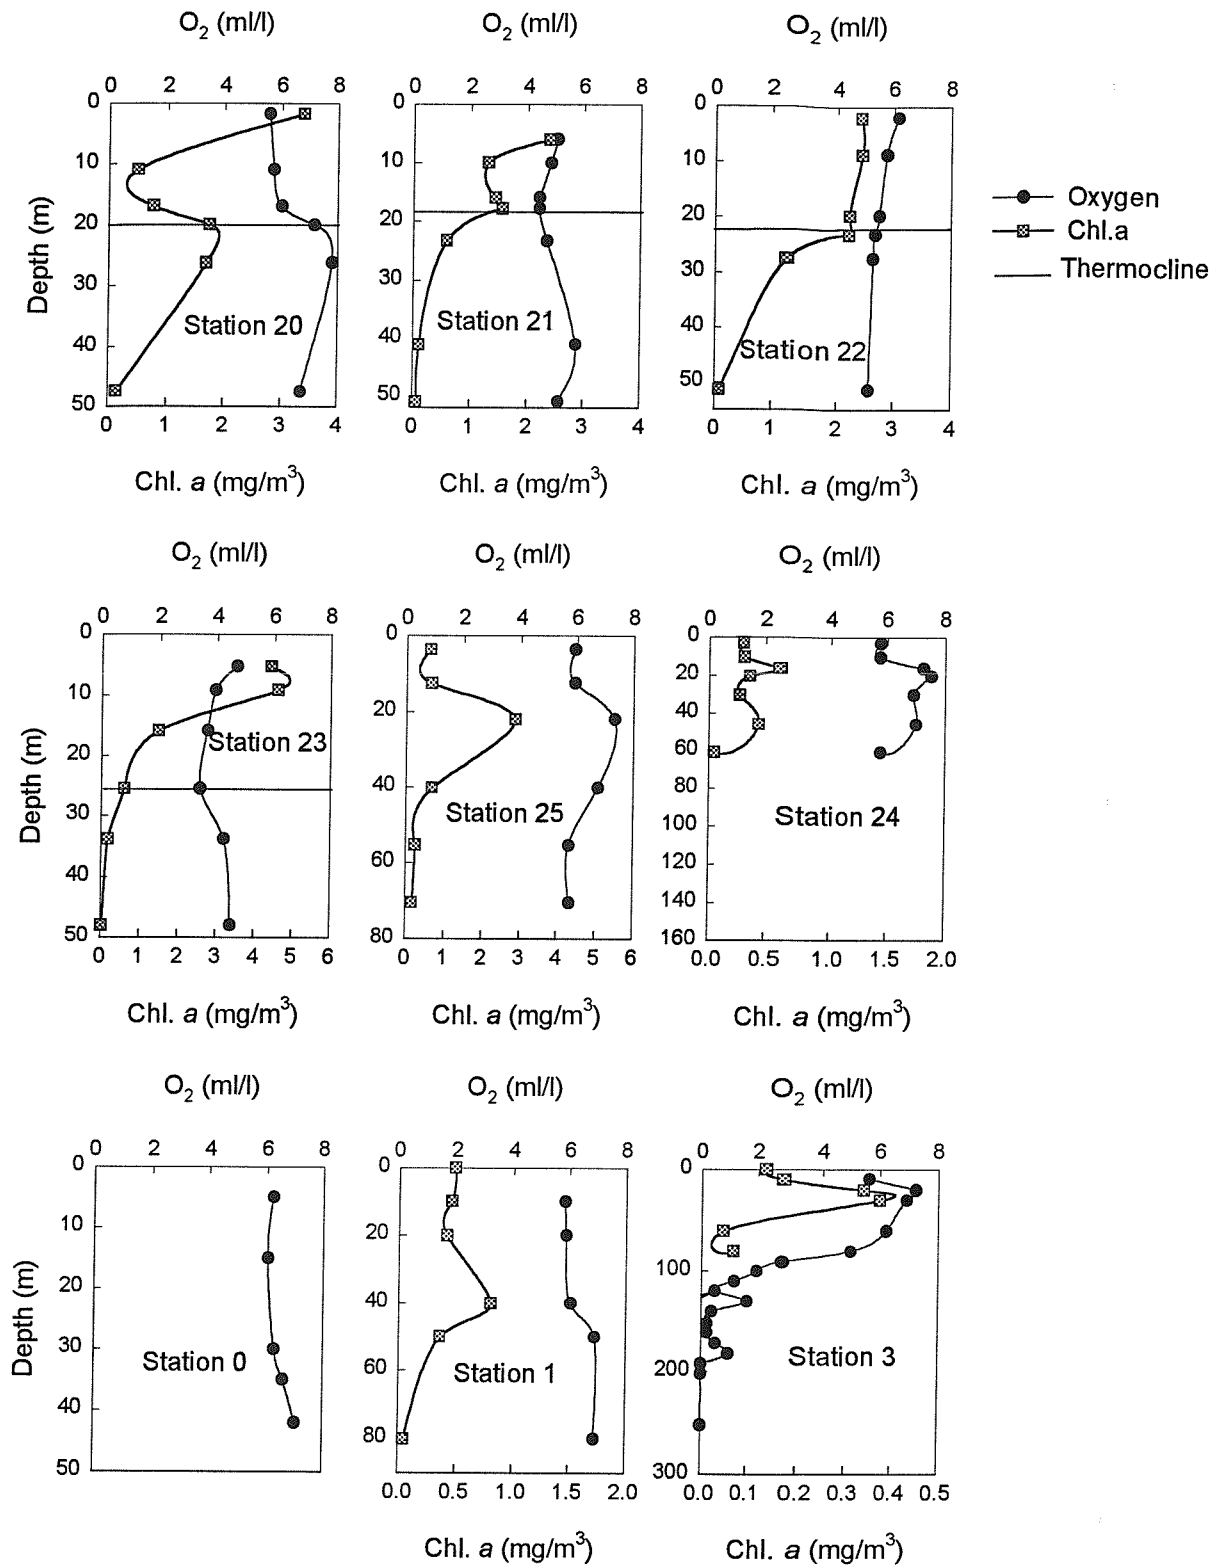 O2 (ml/l) O2 (ml/l) O2 (ml/l)
0 2 4 6 8 0 2 4 6 8 0 2 4 6 8
0 0 0
10 10 10
20 20 20
30 30 30
40 40 40
50 50 50
Depth (m)
Station 20 Station 21 Station 22
Oxygen
Chl.a
Thermocline
0 1 2 3 4 0 1 2 3 4 0 1 2 3 4
Chl. a (mg/m3) Chl. a (mg/m3) Chl. a (mg/m3)
O2 (ml/l) O2 (ml/l) O2 (ml/l)
0 2 4 6 8 0 2 4 6 8 0 2 4 6 8
0 0 0
10 20 20
20 40 40
30 60 60
40 80 80
50 100
120
140
160
Depth (m)
Station 23 Station 25 Station 24
0 1 2 3 4 5 6 0 1 2 3 4 5 6 0.0 0.5 1.0 1.5 2.0
Chl. a (mg/m3) Chl. a (mg/m3) Chl. a (mg/m3)
O2 (ml/l) O2 (ml/l) O2 (ml/l)
0 2 4 6 8 0 2 4 6 8 0 2 4 6 8
0 0 0
10 20 100
20 40 200
30 60 300
40 80
50
Depth (m)
Station 0 Station 1 Station 3
0.0 0.5 1.0 1.5 2.0 0.0 0.1 0.2 0.3 0.4 0.5
Chl. a (mg/m3) Chl. a (mg/m3)